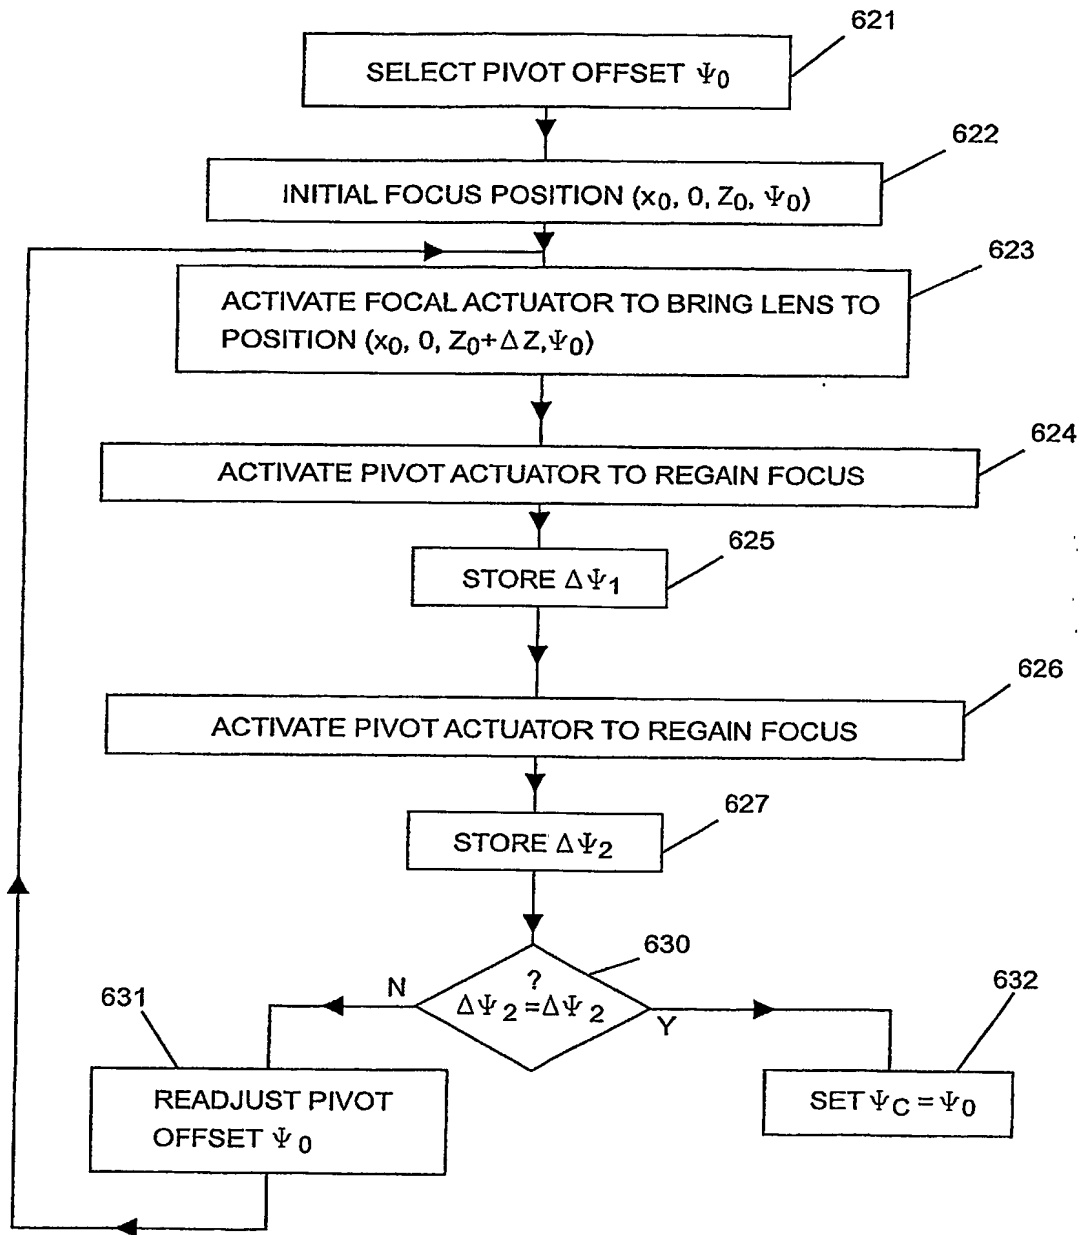 621
SELECT PIVOT OFFSET Ψ0
622
INITIAL FOCUS POSITION (x0, 0, Z0, Ψ0)
623
ACTIVATE FOCAL ACTUATOR TO BRING LENS TO
POSITION (x0, 0, Z0+ΔZ,Ψ0)
624
ACTIVATE PIVOT ACTUATOR TO REGAIN FOCUS
625
STORE ΔΨ1
626
ACTIVATE PIVOT ACTUATOR TO REGAIN FOCUS
627
STORE ΔΨ2
630
?
ΔΨ2=ΔΨ2
N
Y
631
READJUST PIVOT
OFFSET Ψ0
632
SET ΨC=Ψ0